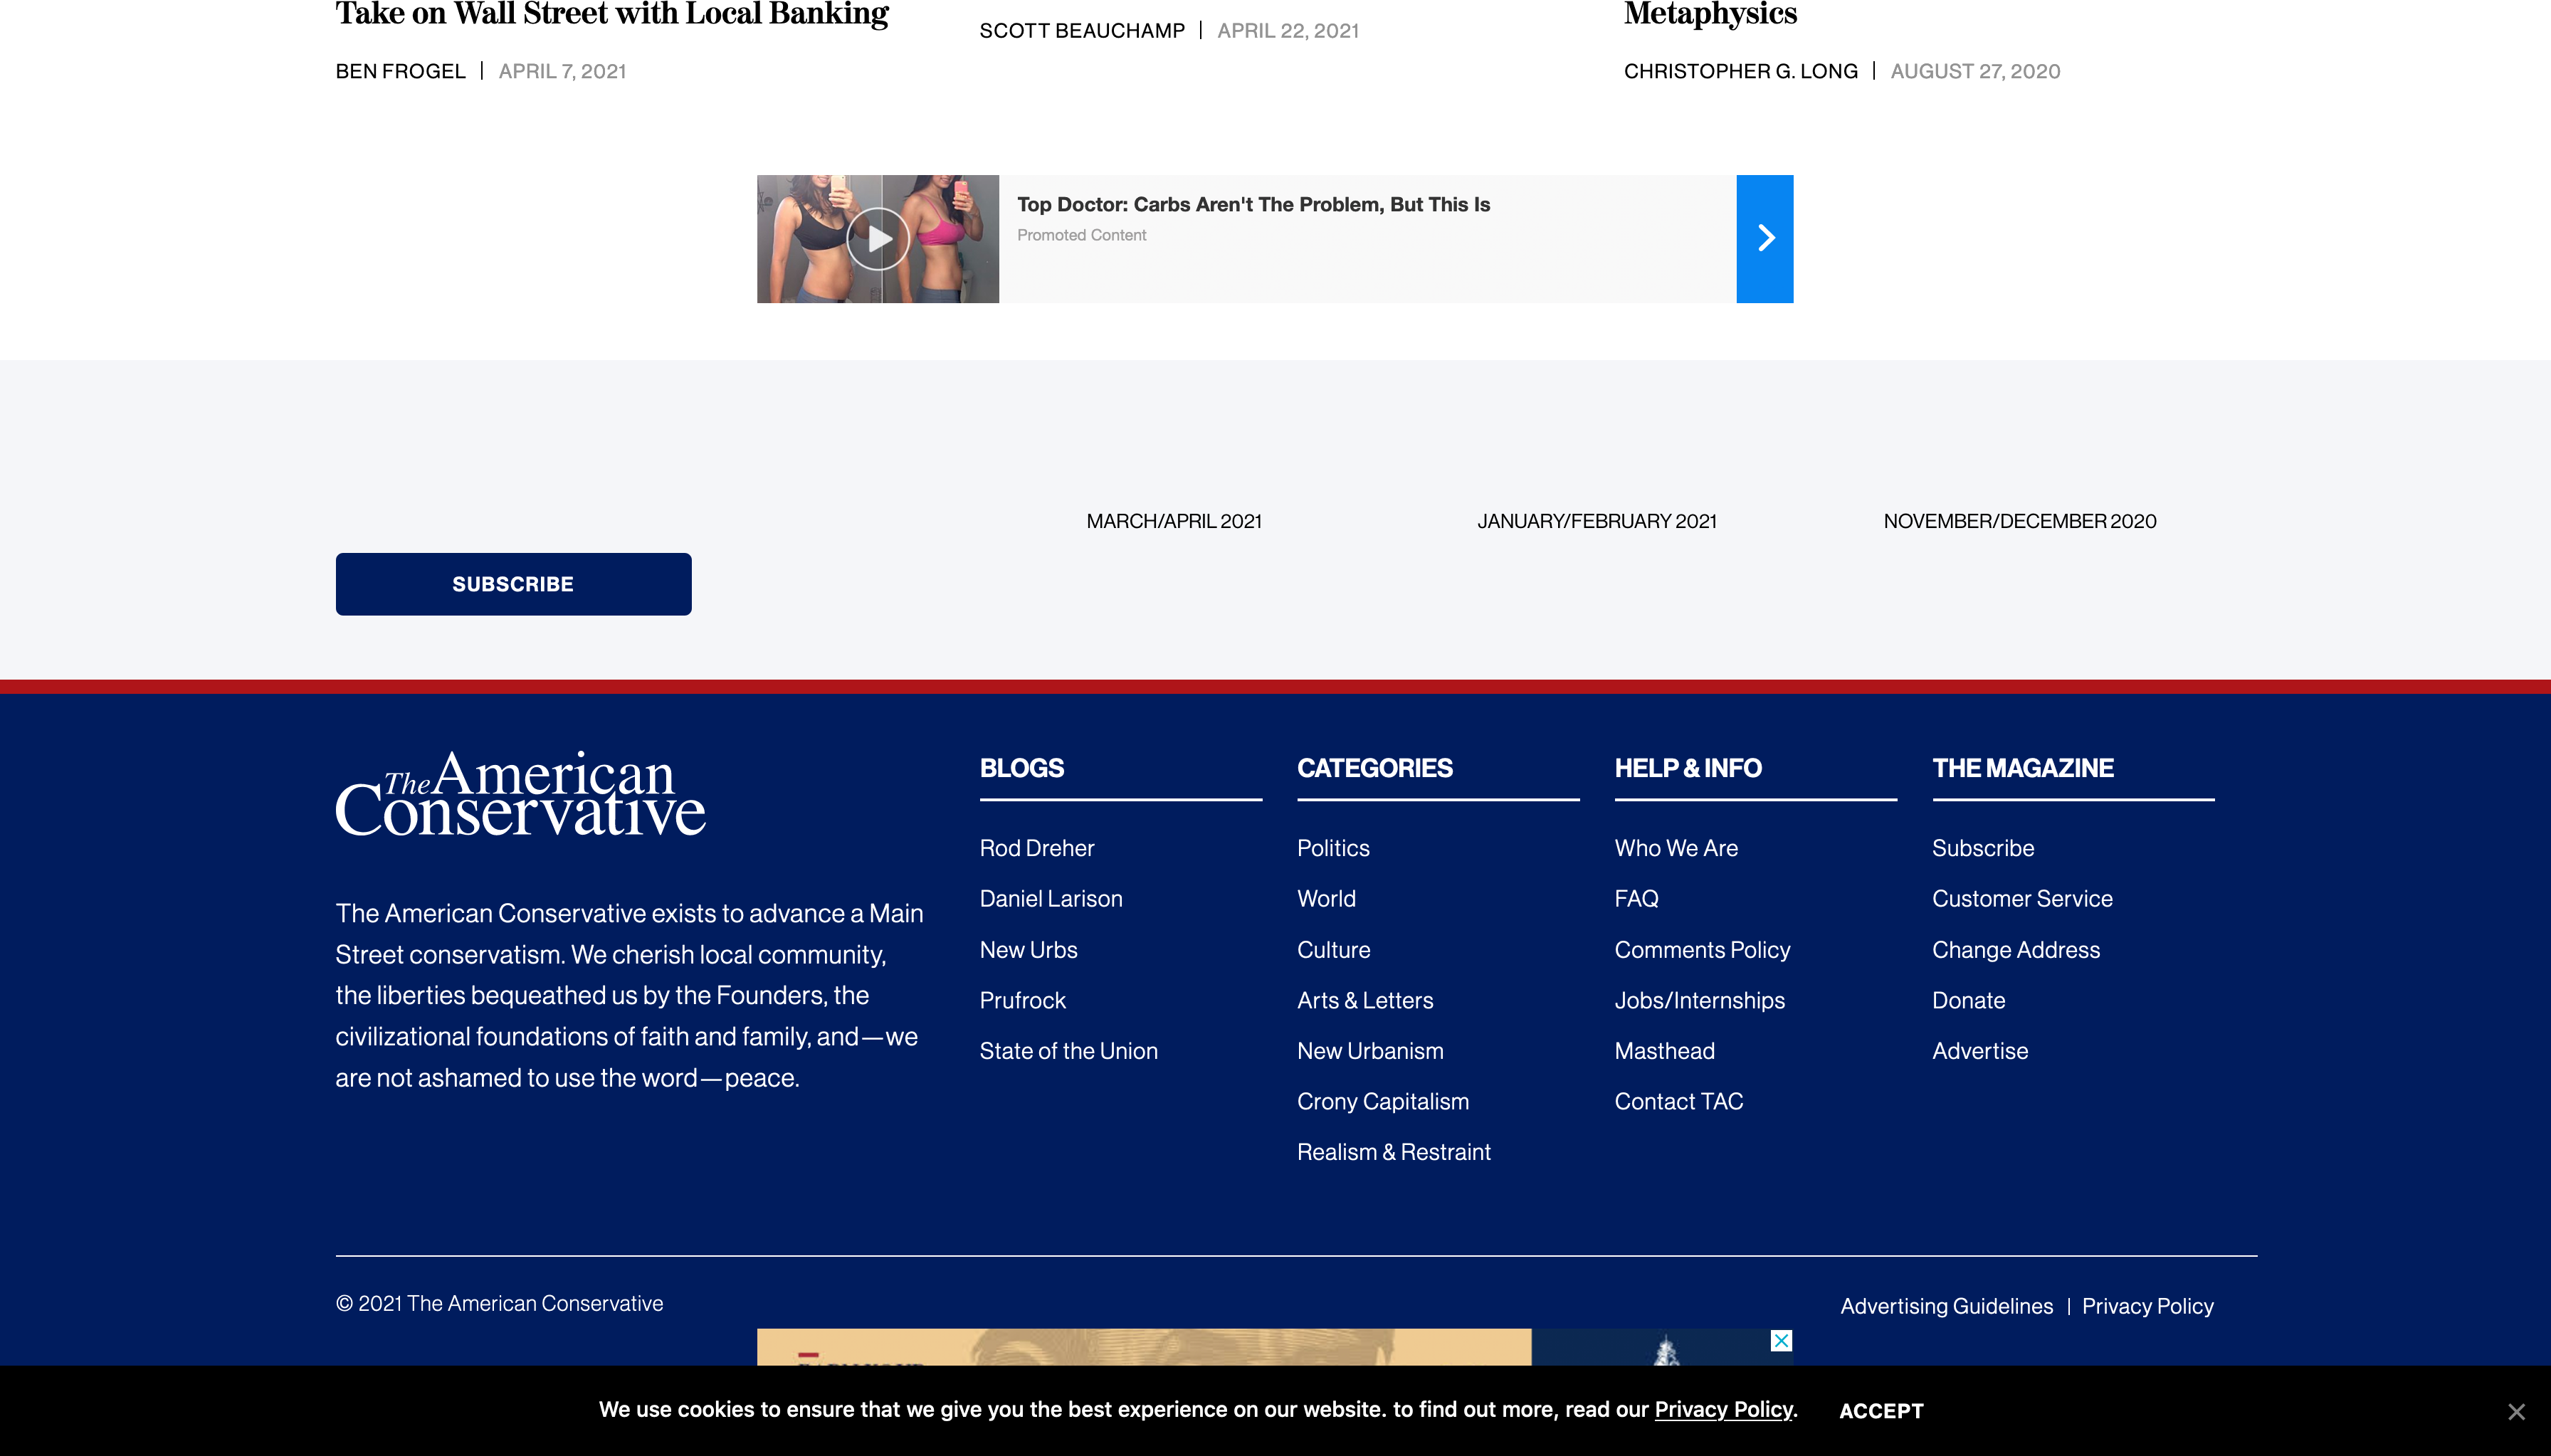 Take on Wall Street with Local Banking
BEN FROGEL | APRIL 7, 2021
SCOTT BEAUCHAMP | APRIL 22, 2021
Metaphysics
CHRISTOPHER G. LONG | AUGUST 27, 2020
Top Doctor: Carbs Aren't The Problem, But This Is
Promoted Content
SUBSCRIBE
MARCH/APRIL 2021
JANUARY/FEBRUARY 2021
NOVEMBER/DECEMBER 2020
The American
Conservative
The American Conservative exists to advance a Main
Street conservatism. We cherish local community,
the liberties bequeathed us by the Founders, the
civilizational foundations of faith and family, and—we
are not ashamed to use the word—peace.
BLOGS
Rod Dreher
Daniel Larison
New Urbs
Prufrock
State of the Union
CATEGORIES
Politics
World
Culture
Arts & Letters
New Urbanism
Crony Capitalism
Realism & Restraint
HELP & INFO
Who We Are
FAQ
Comments Policy
Jobs/Internships
Masthead
Contact TAC
THE MAGAZINE
Subscribe
Customer Service
Change Address
Donate
Advertise
© 2021 The American Conservative
Advertising Guidelines | Privacy Policy
We use cookies to ensure that we give you the best experience on our website. to find out more, read our Privacy Policy.
ACCEPT